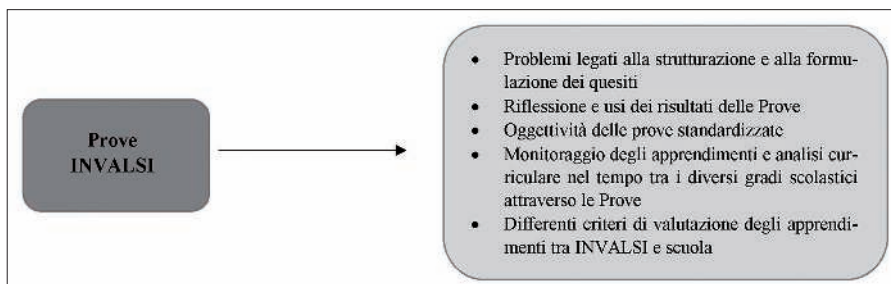 Prove
INVALSI
• Problemi legati alla strutturazione e alla formu-
lazione dei quesiti
• Riflessione e usi dei risultati delle Prove
• Oggettività delle prove standardizzate
• Monitoraggio degli apprendimenti e analisi cur-
riculare nel tempo tra i diversi gradi scolastici
attraverso le Prove
• Differenti criteri di valutazione degli apprendi-
menti tra INVALSI e scuola